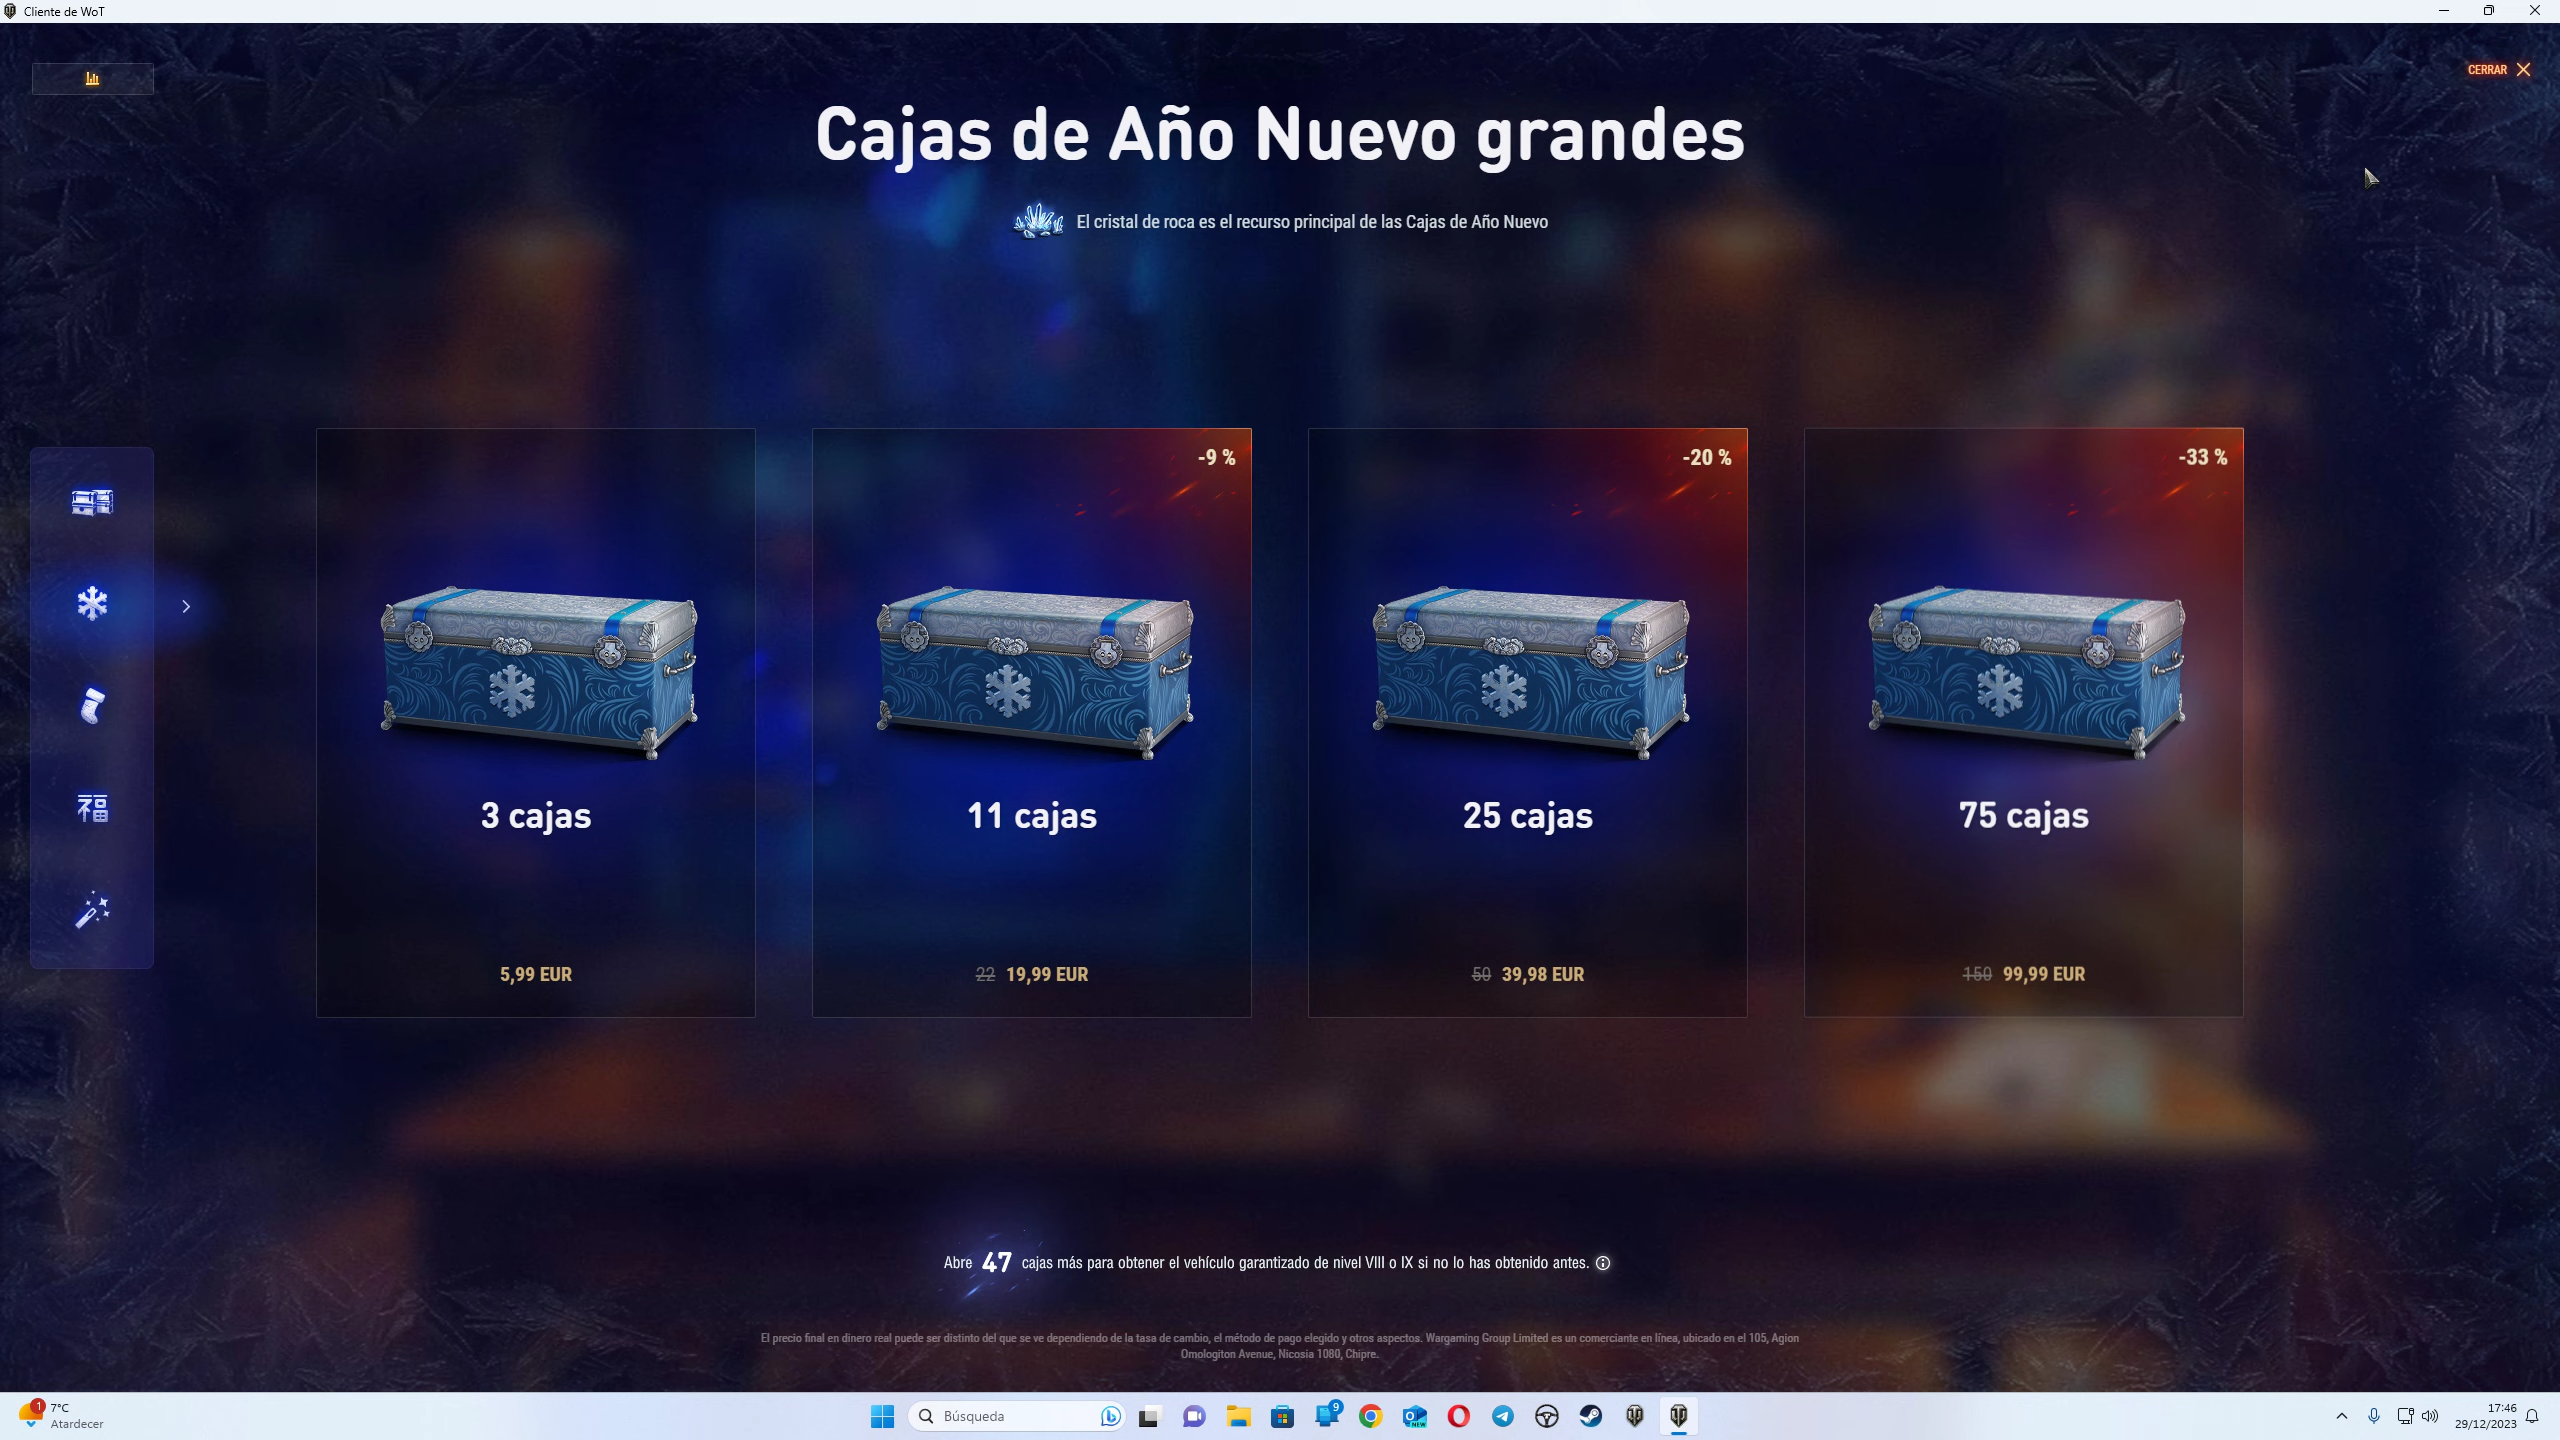 Cliente de WoT
CERRAR
Cajas de Año Nuevo grandes
El cristal de roca es el recurso principal de las Cajas de Año Nuevo
-9 %
-20 %
-33 %
福
3 cajas
11 cajas
25 cajas
75 cajas
5,99 EUR
22 19,99 EUR
50 39,98 EUR
150 99,99 EUR
Abre 47 cajas más para obtener el vehículo garantizado de nivel VIII o IX si no lo has obtenido antes.
El precio final en dinero real puede ser distinto del que se ve dependiendo de la tasa de cambio, el método de pago elegido y otros aspectos. Wargaming Group Limited es un comerciante en línea, ubicado en el 105, Agion
Omologiton Avenue, Nicosia 1080, Chipre.
1
7°C
Atardecer
Búsqueda
9
NEW
17:46
29/12/2023